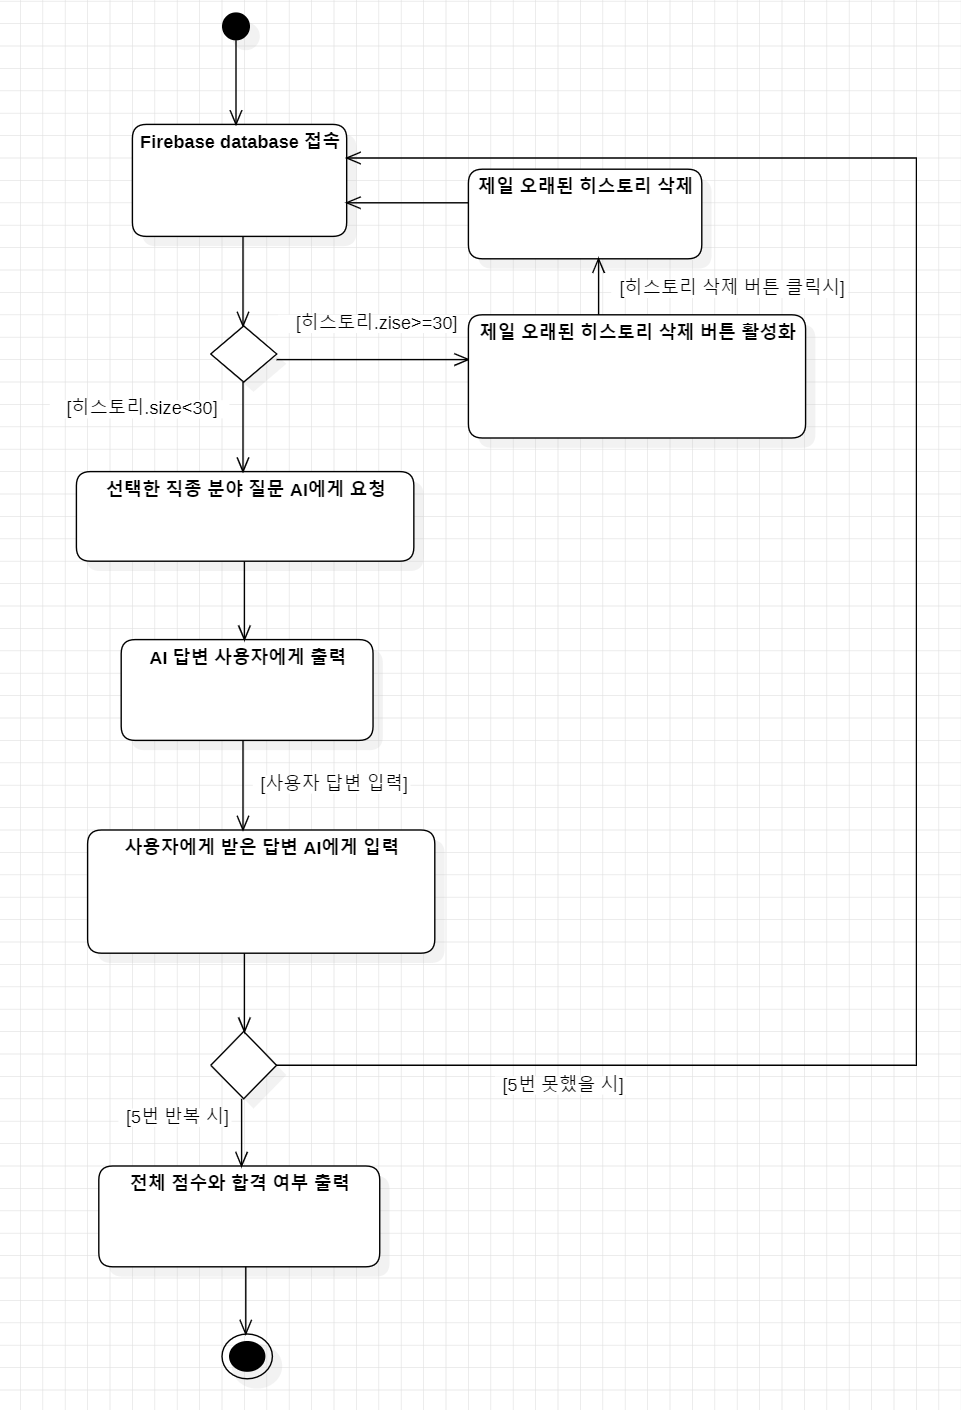 Firebase database 접속
제일 오래된 히스토리 삭제
[히스토리 삭제 버튼 클릭시]
[히스토리.zise>=30]
제일 오래된 히스토리 삭제 버튼 활성화
[히스토리.size<30]
선택한 직종 분야 질문 AI에게 요청
AI 답변 사용자에게 출력
[사용자 답변 입력]
사용자에게 받은 답변 AI에게 입력
[5번 못했을 시]
[5번 반복 시]
전체 점수와 합격 여부 출력